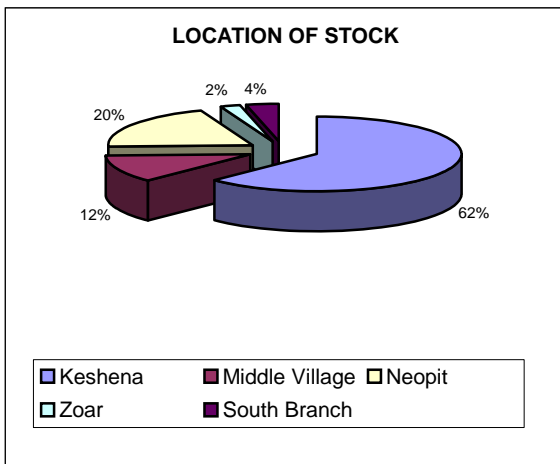 LOCATION OF STOCK
2% 4%
20%
12%
62%
Keshena Middle Village Neopit
Zoar South Branch